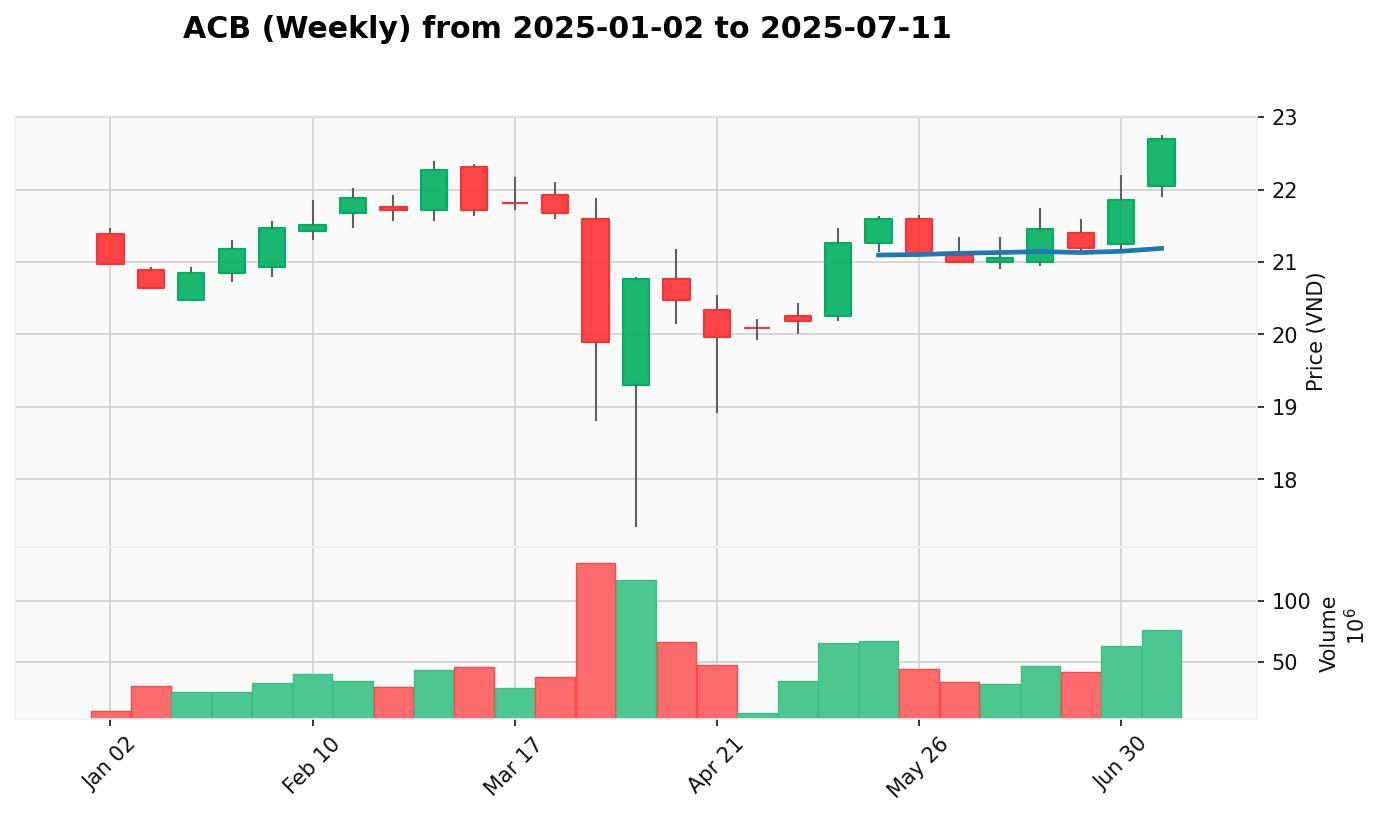 ACB (Weekly) from 2025-01-02 to 2025-07-11
23
22
21
20
19
18
Price (VND)
100
50
Volume
10⁶
Jan 02
Feb 10
Mar 17
Apr 21
May 26
Jun 30